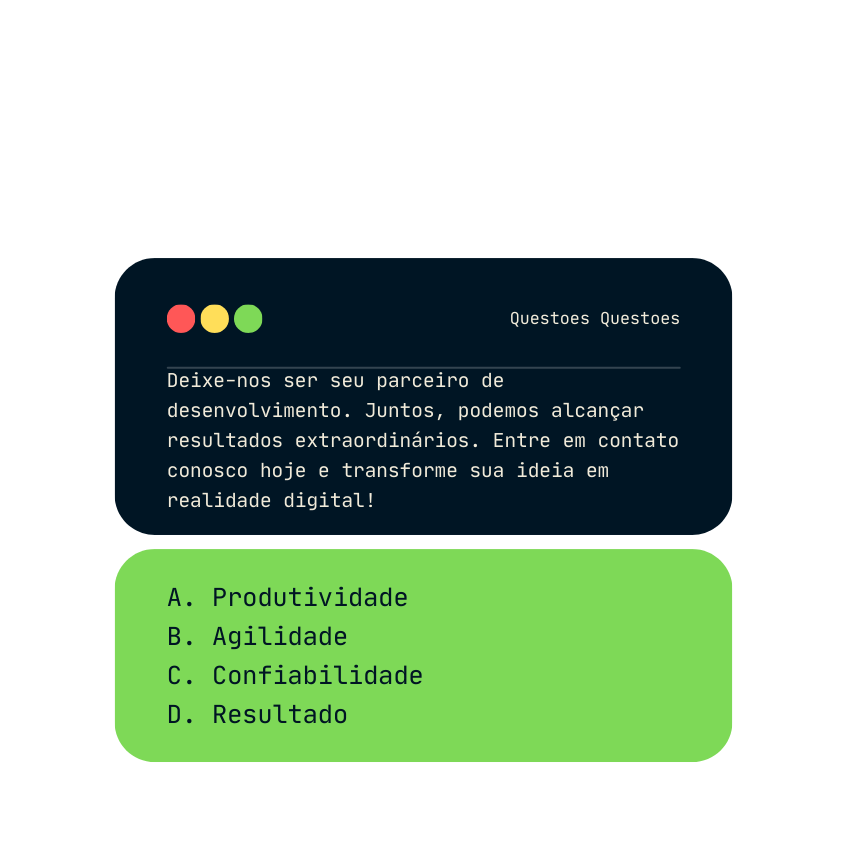 Questoes Questoes
Deixe-nos ser seu parceiro de
desenvolvimento. Juntos, podemos alcançar
resultados extraordinários. Entre em contato
conosco hoje e transforme sua ideia em
realidade digital!
A. Produtividade
B. Agilidade
C. Confiabilidade
D. Resultado